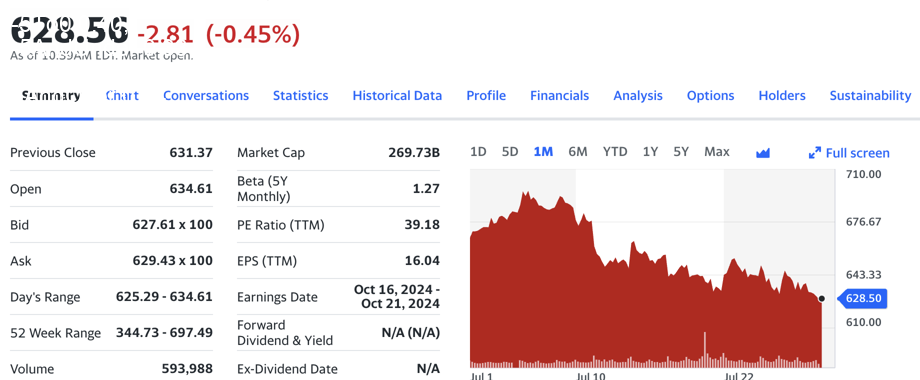 628.56 -2.81 (-0.45%)
As of 10:39AM EDT. Market open.
Summary Chart Conversations Statistics Historical Data Profile Financials Analysis Options Holders Sustainability
Previous Close 631.37
Open 634.61
Bid 627.61 x 100
Ask 629.43 x 100
Day's Range 625.29 - 634.61
52 Week Range 344.73 - 697.49
Volume 593,988
Market Cap 269.73B
Beta (5Y
Monthly) 1.27
PE Ratio (TTM) 39.18
EPS (TTM) 16.04
Earnings Date Oct 16, 2024 -
Oct 21, 2024
Forward
Dividend & Yield N/A (N/A)
Ex-Dividend Date N/A
1D 5D 1M 6M YTD 1Y 5Y Max Full screen
710.00
676.67
643.33
628.50
610.00
Jul 1 Jul 10 Jul 22